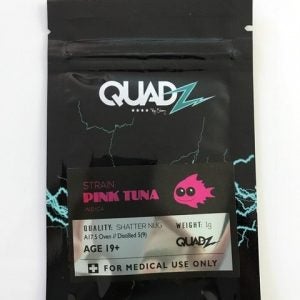 QUADZ
STRAIN:
PINK TUNA
INDICA
QUALITY: SHATTER NUG WEIGHT: 1g
AGE 19+
QUADZ
FOR MEDICAL USE ONLY